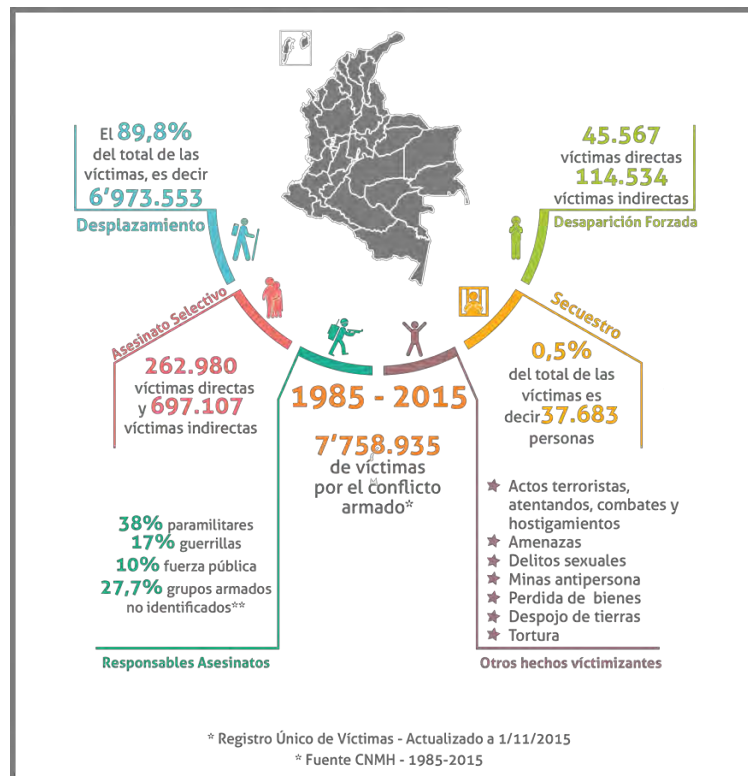 El 89,8%
del total de las
víctimas, es decir
6’973.553
Desplazamiento
45.567
víctimas directas
114.534
víctimas indirectas
Desaparición Forzada
Asesinato Selectivo
262.980
víctimas directas
y 697.107
víctimas indirectas
Secuestro
0,5%
del total de las
víctimas es
decir 37.683
personas
1985 - 2015
7’758.935
de víctimas
por el conflicto
armado*
38% paramilitares
17% guerrillas
10% fuerza pública
27,7% grupos armados
no identificados**
Responsables Asesinatos
Actos terroristas,
atentandos, combates y
hostigamientos
Amenazas
Delitos sexuales
Minas antipersona
Perdida de bienes
Despojo de tierras
Tortura
Otros hechos víctimizantes
* Registro Único de Víctimas - Actualizado a 1/11/2015
* Fuente CNMH - 1985-2015